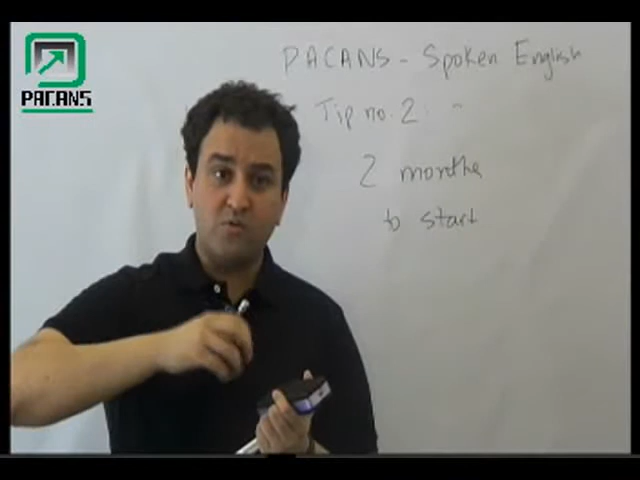 PACANS
PACANS - Spoken English
Tip no. 2: "
2 months
to start